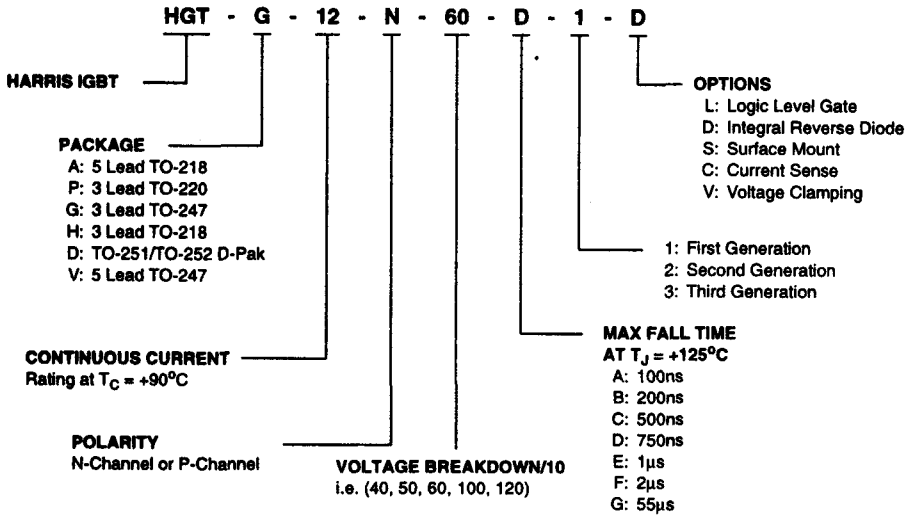 HGT - G - 12 - N - 60 - D - 1 - D
HARRIS IGBT
PACKAGE
A: 5 Lead TO-218
P: 3 Lead TO-220
G: 3 Lead TO-247
H: 3 Lead TO-218
D: TO-251/TO-252 D-Pak
V: 5 Lead TO-247
CONTINUOUS CURRENT
Rating at TC = +90°C
POLARITY
N-Channel or P-Channel
VOLTAGE BREAKDOWN/10
i.e. (40, 50, 60, 100, 120)
OPTIONS
L: Logic Level Gate
D: Integral Reverse Diode
S: Surface Mount
C: Current Sense
V: Voltage Clamping
1: First Generation
2: Second Generation
3: Third Generation
MAX FALL TIME
AT TJ = +125°C
A: 100ns
B: 200ns
C: 500ns
D: 750ns
E: 1µs
F: 2µs
G: 55µs